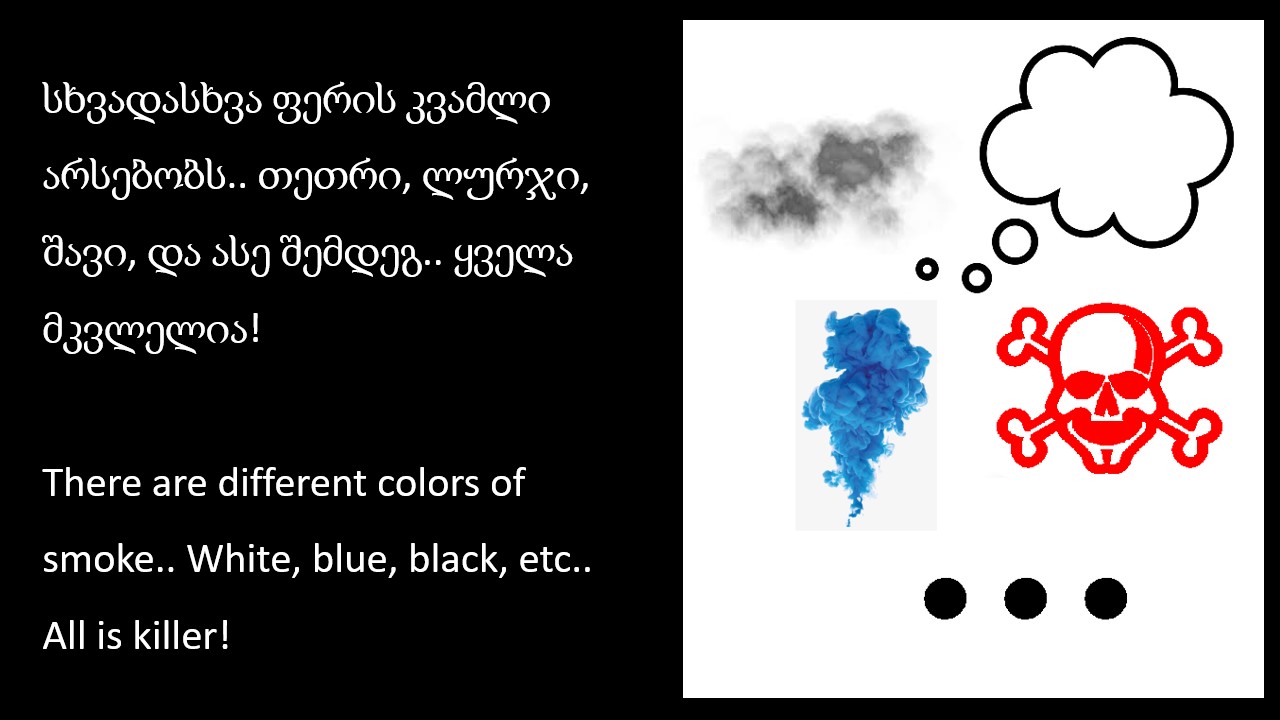 სხვადასხვა ფერის კვამლი
არსებობს.. თეთრი, ლურჯი,
შავი, და ასე შემდეგ.. ყველა
მკვლელია!
There are different colors of
smoke.. White, blue, black, etc..
All is killer!